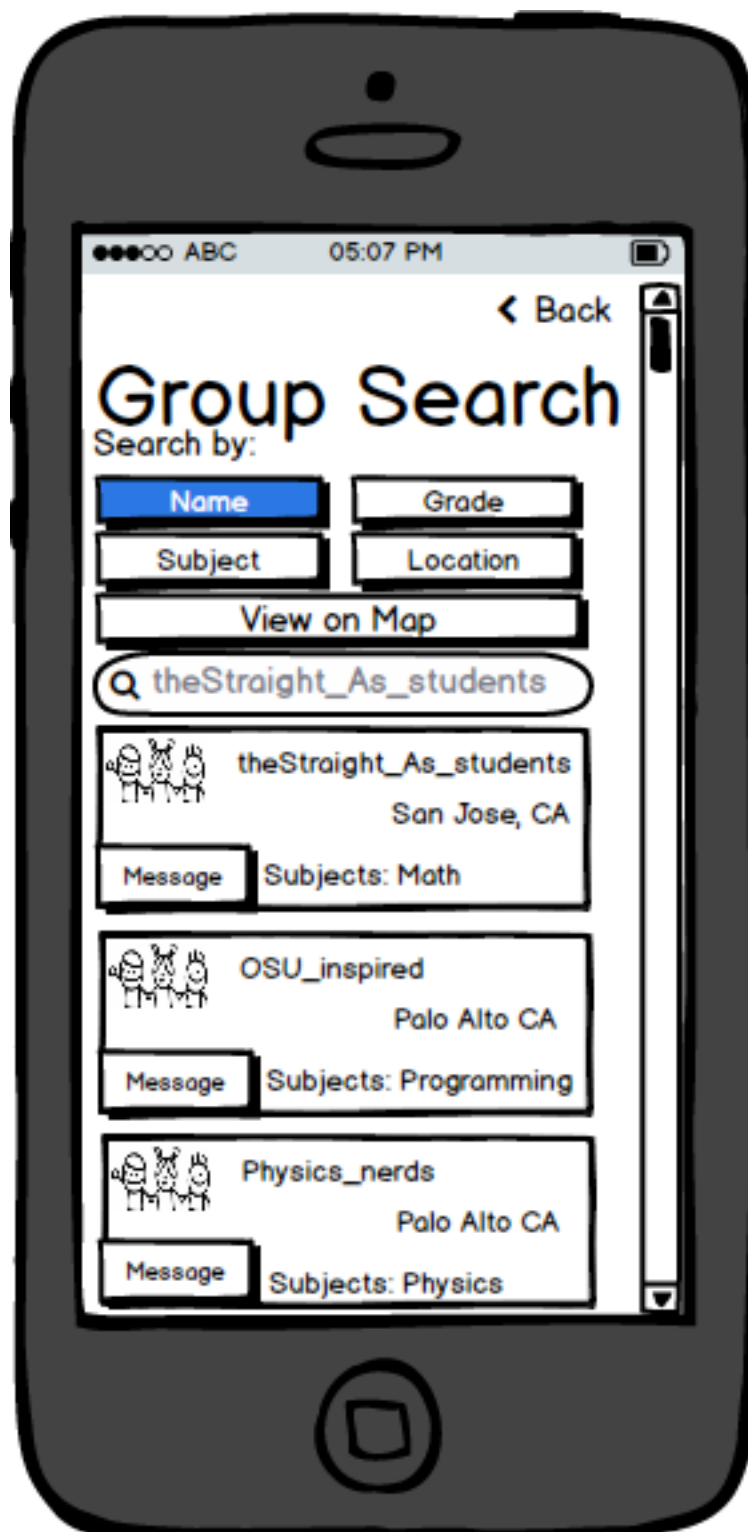 ABC 05:07 PM
Back
Group Search
Search by:
Name Grade
Subject Location
View on Map
theStraight_As_students
theStraight_As_students
San Jose, CA
Message Subjects: Math
OSU_inspired
Palo Alto CA
Message Subjects: Programming
Physics_nerds
Palo Alto CA
Message Subjects: Physics